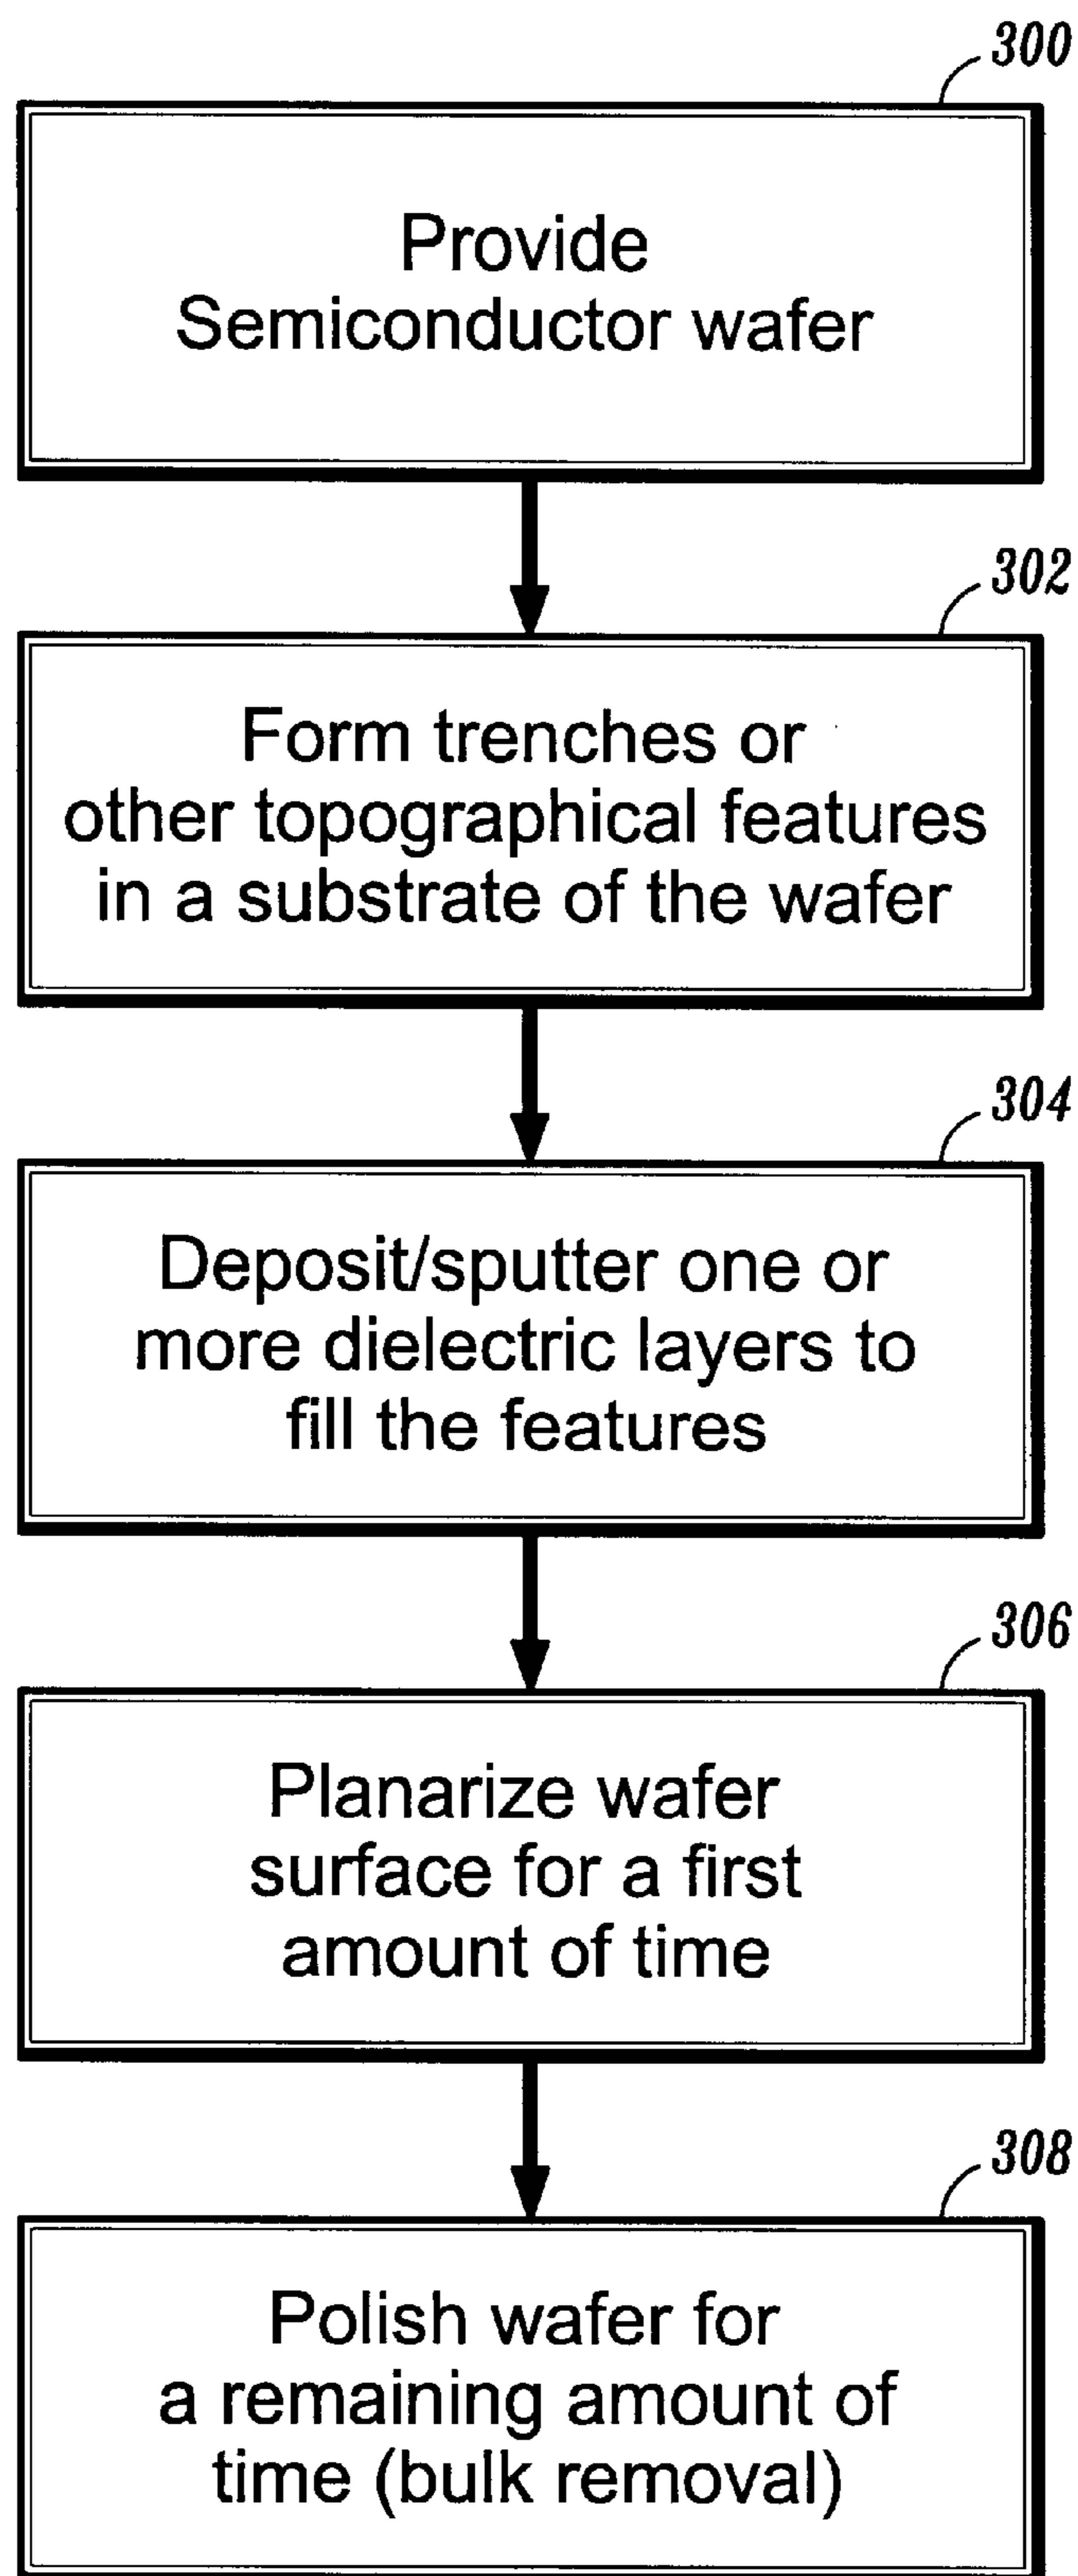 300
Provide
Semiconductor wafer
302
Form trenches or
other topographical features
in a substrate of the wafer
304
Deposit/sputter one or
more dielectric layers to
fill the features
306
Planarize wafer
surface for a first
amount of time
308
Polish wafer for
a remaining amount of
time (bulk removal)